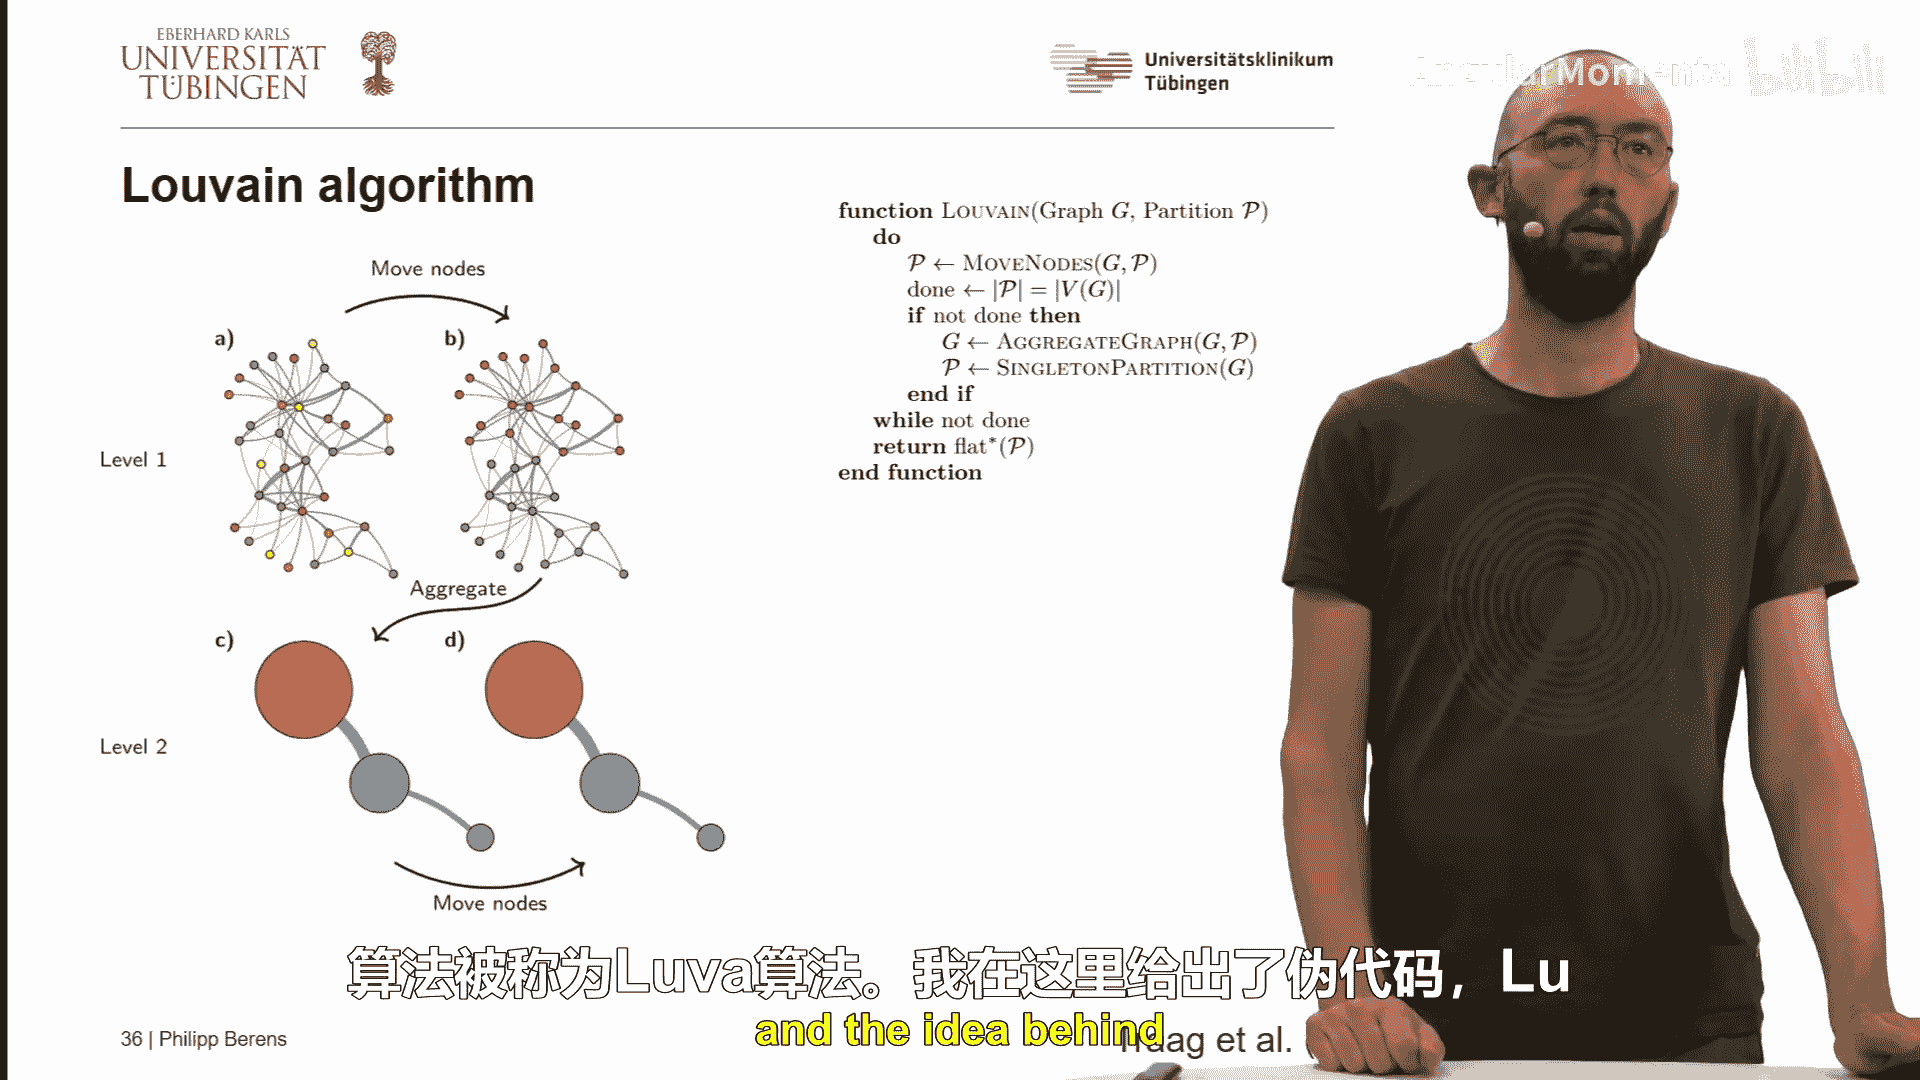 EBERHARD KARLS
UNIVERSITÄT
TÜBINGEN
Universitätsklinikum
Tübingen
bilibili
Louvain algorithm
Move nodes
a)
b)
Level 1
Aggregate
c)
d)
Level 2
Move nodes
function LOUVAIN(Graph G, Partition 𝒫)
do
𝒫 ← MOVENODES(G, 𝒫)
done ← |𝒫| = |V(G)|
if not done then
G ← AGGREGATEGRAPH(G, 𝒫)
𝒫 ← SINGLETONPARTITION(G)
end if
while not done
return flat*(𝒫)
end function
算法被称为Luva算法。我在这里给出了伪代码，Lu
and the idea behind
36 | Philipp Berens
et al.